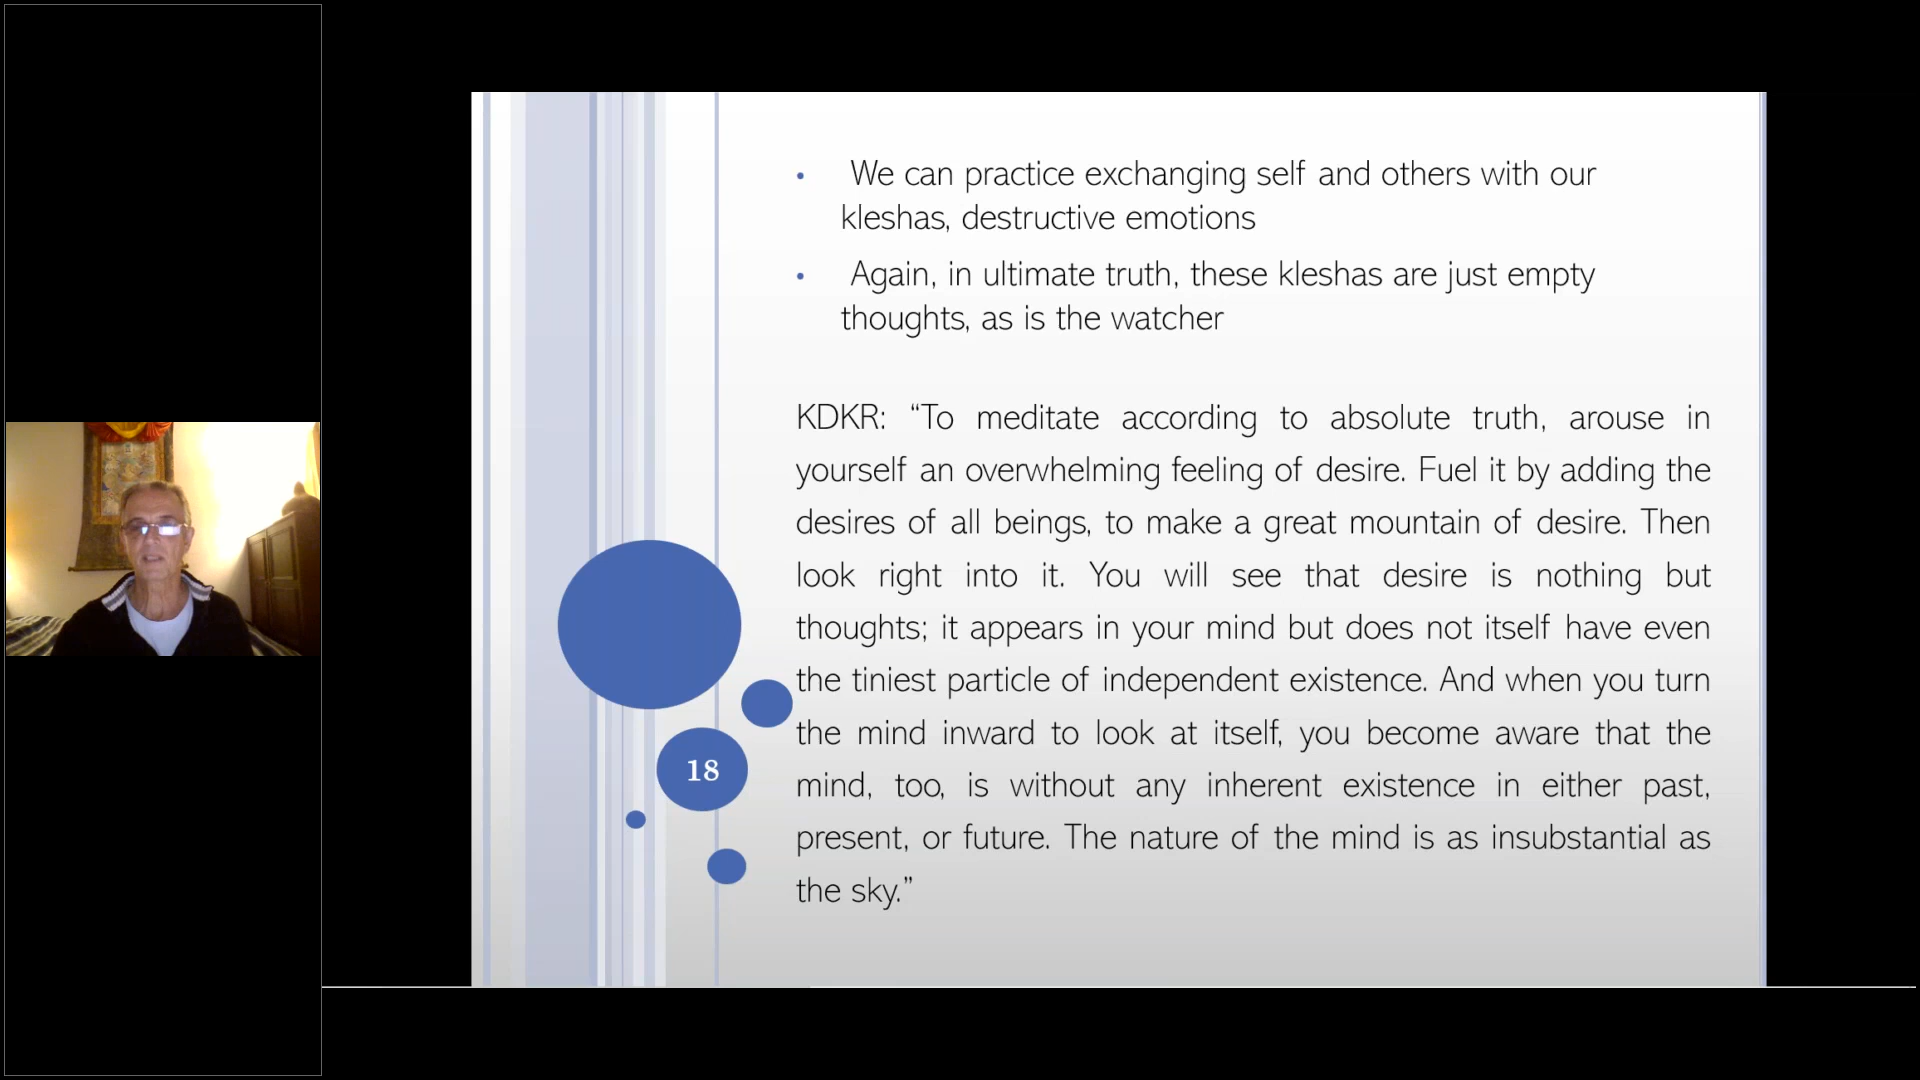 • We can practice exchanging self and others with our
kleshas, destructive emotions
• Again, in ultimate truth, these kleshas are just empty
thoughts, as is the watcher
KDKR: “To meditate according to absolute truth, arouse in
yourself an overwhelming feeling of desire. Fuel it by adding the
desires of all beings, to make a great mountain of desire. Then
look right into it. You will see that desire is nothing but
thoughts; it appears in your mind but does not itself have even
the tiniest particle of independent existence. And when you turn
the mind inward to look at itself, you become aware that the
mind, too, is without any inherent existence in either past,
present, or future. The nature of the mind is as insubstantial as
the sky.”
18